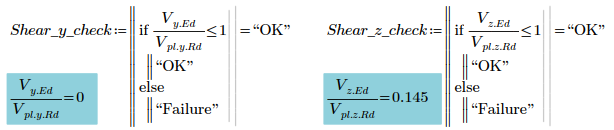 Shear_y_check:= if V_y.Ed / V_pl.y.Rd ≤ 1 = “OK”
“OK”
else
“Failure”
V_y.Ed / V_pl.y.Rd = 0
Shear_z_check:= if V_z.Ed / V_pl.z.Rd ≤ 1 = “OK”
“OK”
else
“Failure”
V_z.Ed / V_pl.z.Rd = 0.145